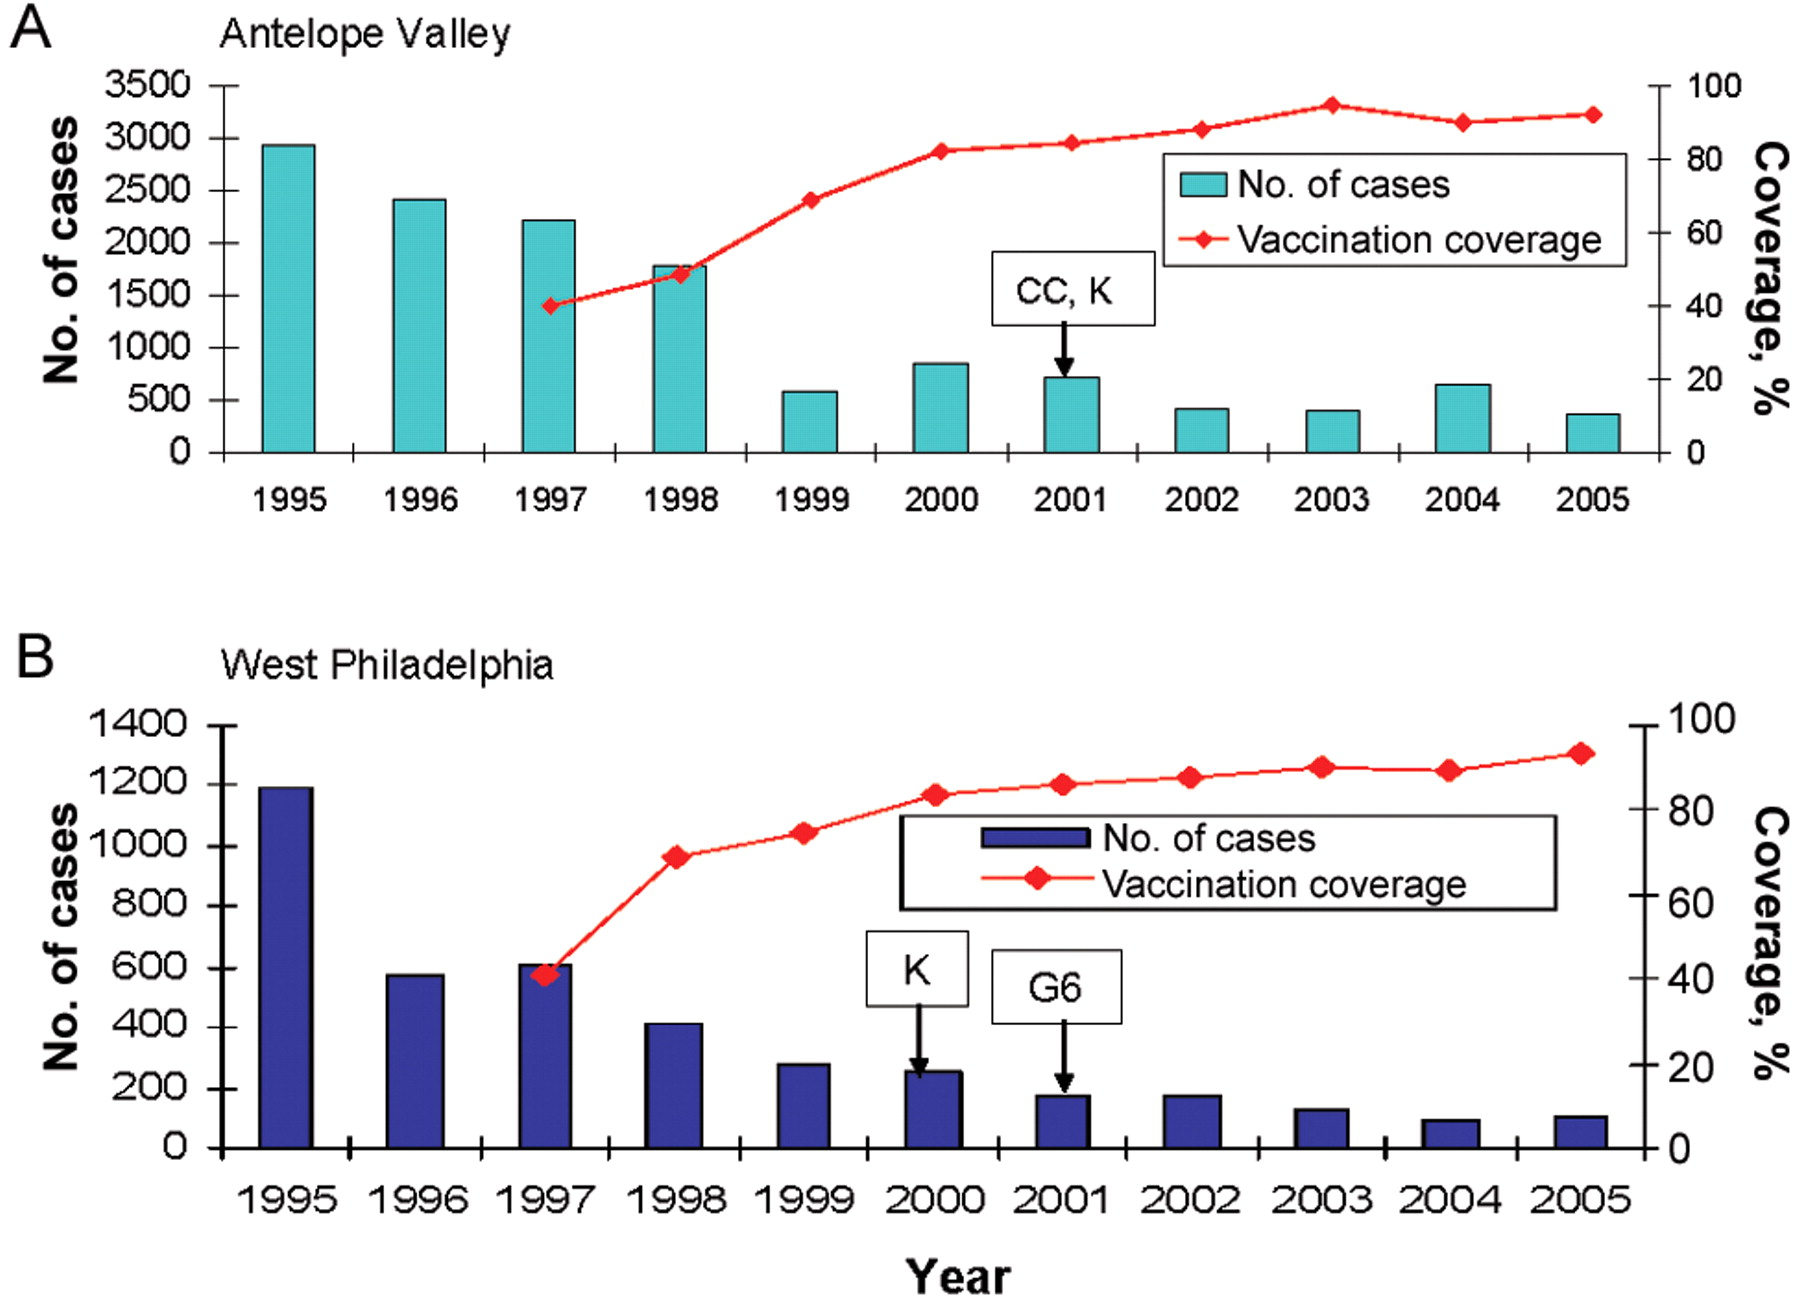 A
Antelope Valley
3500
3000
2500
2000
1500
1000
500
0
No. of cases
100
80
60
40
20
0
Coverage, %
No. of cases
Vaccination coverage
CC, K
1995 1996 1997 1998 1999 2000 2001 2002 2003 2004 2005
B
West Philadelphia
1400
1200
1000
800
600
400
200
0
No. of cases
100
80
60
40
20
0
Coverage, %
No. of cases
Vaccination coverage
K
G6
1995 1996 1997 1998 1999 2000 2001 2002 2003 2004 2005
Year